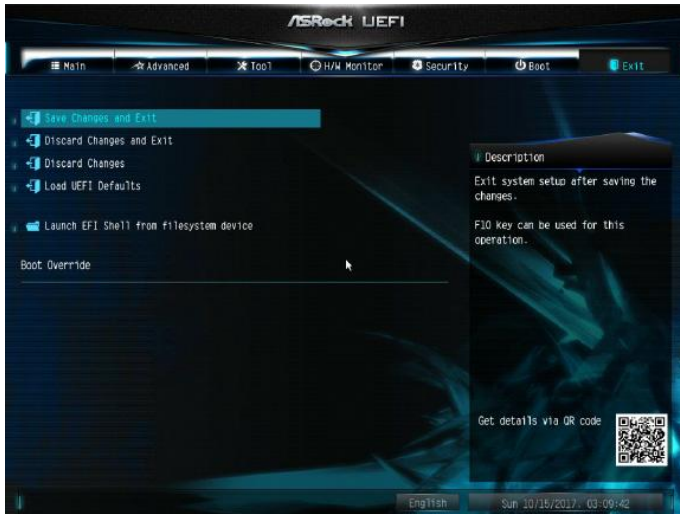 ASRock UEFI
Main Advanced Tool H/W Monitor Security Boot Exit
Save Changes and Exit
Discard Changes and Exit
Discard Changes
Load UEFI Defaults
Launch EFI Shell from filesystem device
Boot Override
Description
Exit system setup after saving the
changes.
F10 key can be used for this
operation.
Get details via QR code
English Sun 10/15/2017. 03:09:42